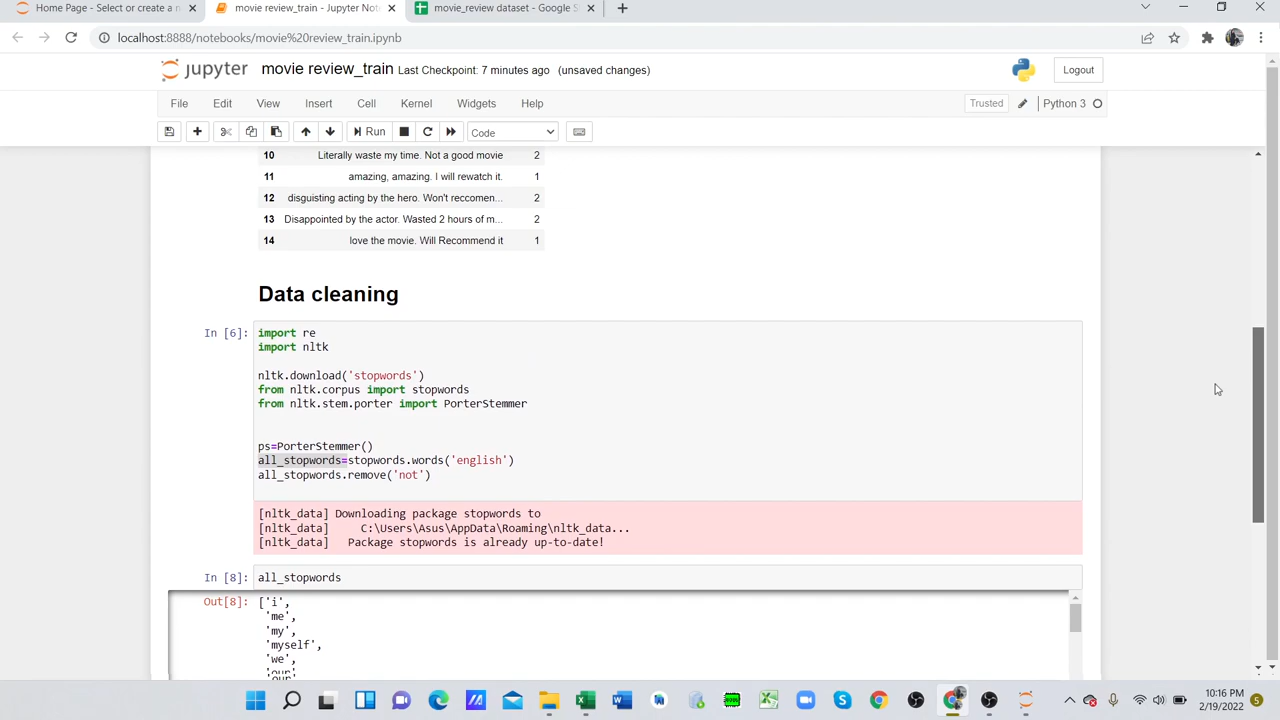 Home Page - Select or create a n
movie review_train - Jupyter Not
movie_review dataset - Google S
localhost:8888/notebooks/movie%20review_train.ipynb
jupyter movie review_train Last Checkpoint: 7 minutes ago (unsaved changes)
Logout
File Edit View Insert Cell Kernel Widgets Help
Trusted
Python 3
Run
Code
10 Literally waste my time. Not a good movie 2
11 amazing, amazing. I will rewatch it. 1
12 disguisting acting by the hero. Won't reccomen... 2
13 Disappointed by the actor. Wasted 2 hours of m... 2
14 love the movie. Will Recommend it 1
Data cleaning
In [6]:
import re
import nltk
nltk.download('stopwords')
from nltk.corpus import stopwords
from nltk.stem.porter import PorterStemmer
ps=PorterStemmer()
all_stopwords=stopwords.words('english')
all_stopwords.remove('not')
[nltk_data] Downloading package stopwords to
[nltk_data]     C:\Users\Asus\AppData\Roaming\nltk_data...
[nltk_data]   Package stopwords is already up-to-date!
In [8]: all_stopwords
Out[8]: ['i',
'me',
'my',
'myself',
'we',
'our',
10:16 PM
2/19/2022
5